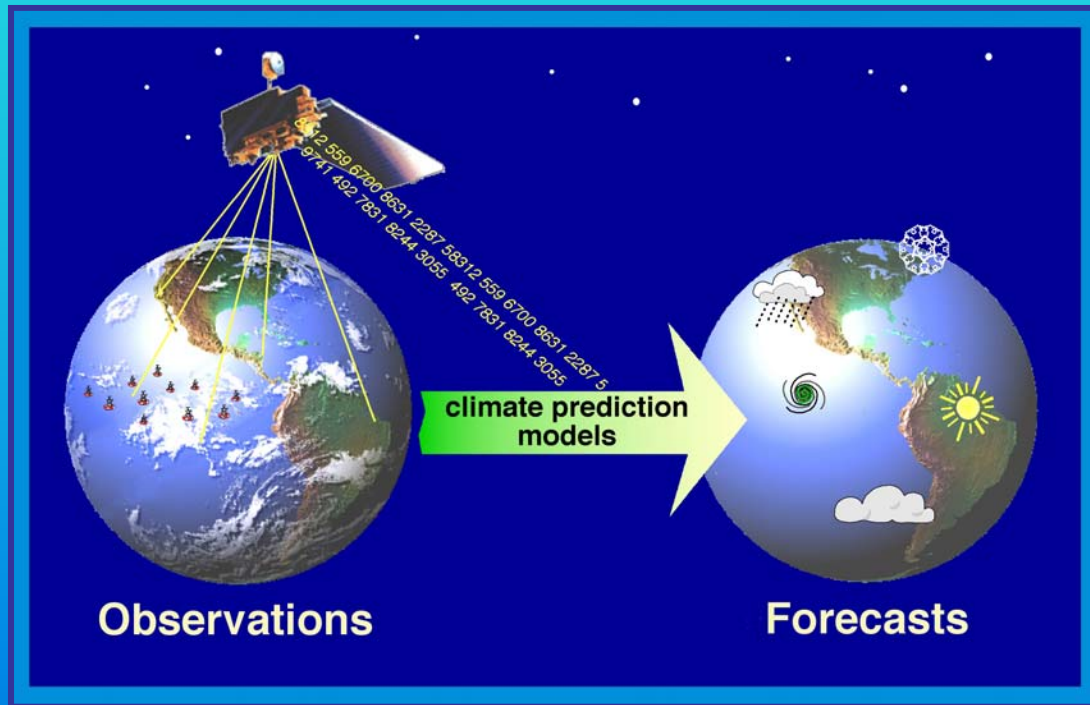 8312 559 6700 8631 2287 58312 559 6700 8631 2287 5
9741 492 7831 8244 3055 492 7831 8244 3055
climate prediction
models
Observations
Forecasts